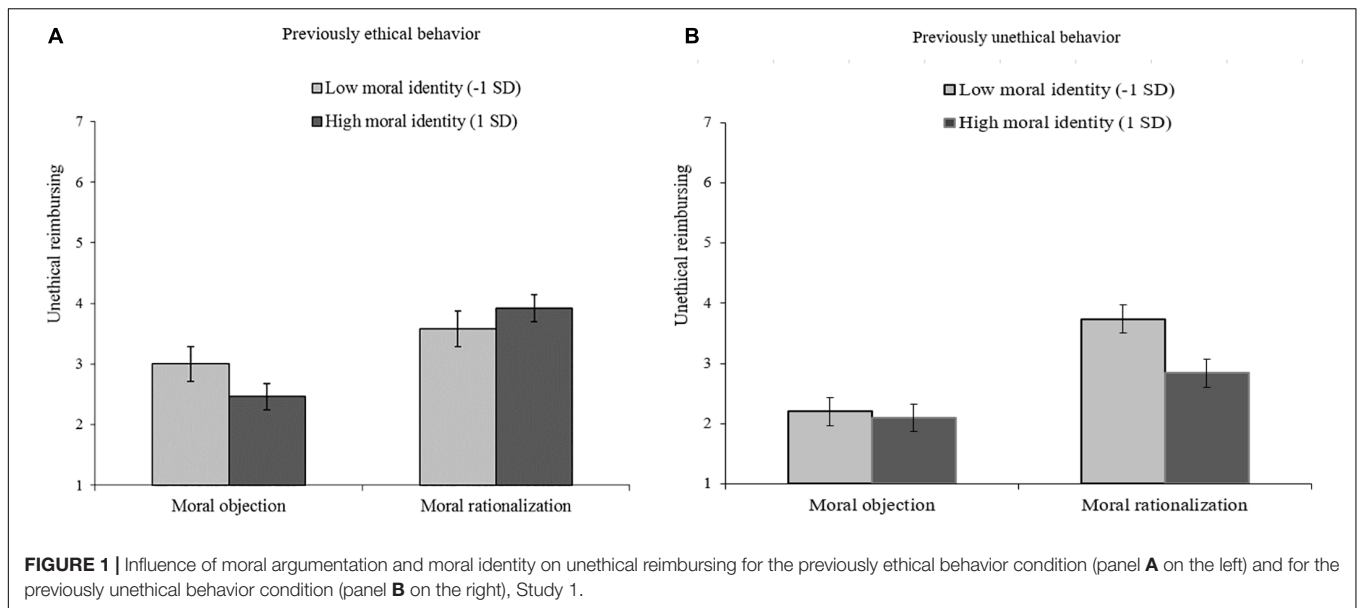 A
Previously ethical behavior
Low moral identity (-1 SD)
High moral identity (1 SD)
Unethical reimbursing
7
6
5
4
3
2
1
Moral objection
Moral rationalization
B
Previously unethical behavior
Low moral identity (-1 SD)
High moral identity (1 SD)
Unethical reimbursing
7
6
5
4
3
2
1
Moral objection
Moral rationalization
FIGURE 1 | Influence of moral argumentation and moral identity on unethical reimbursing for the previously ethical behavior condition (panel A on the left) and for the
previously unethical behavior condition (panel B on the right), Study 1.